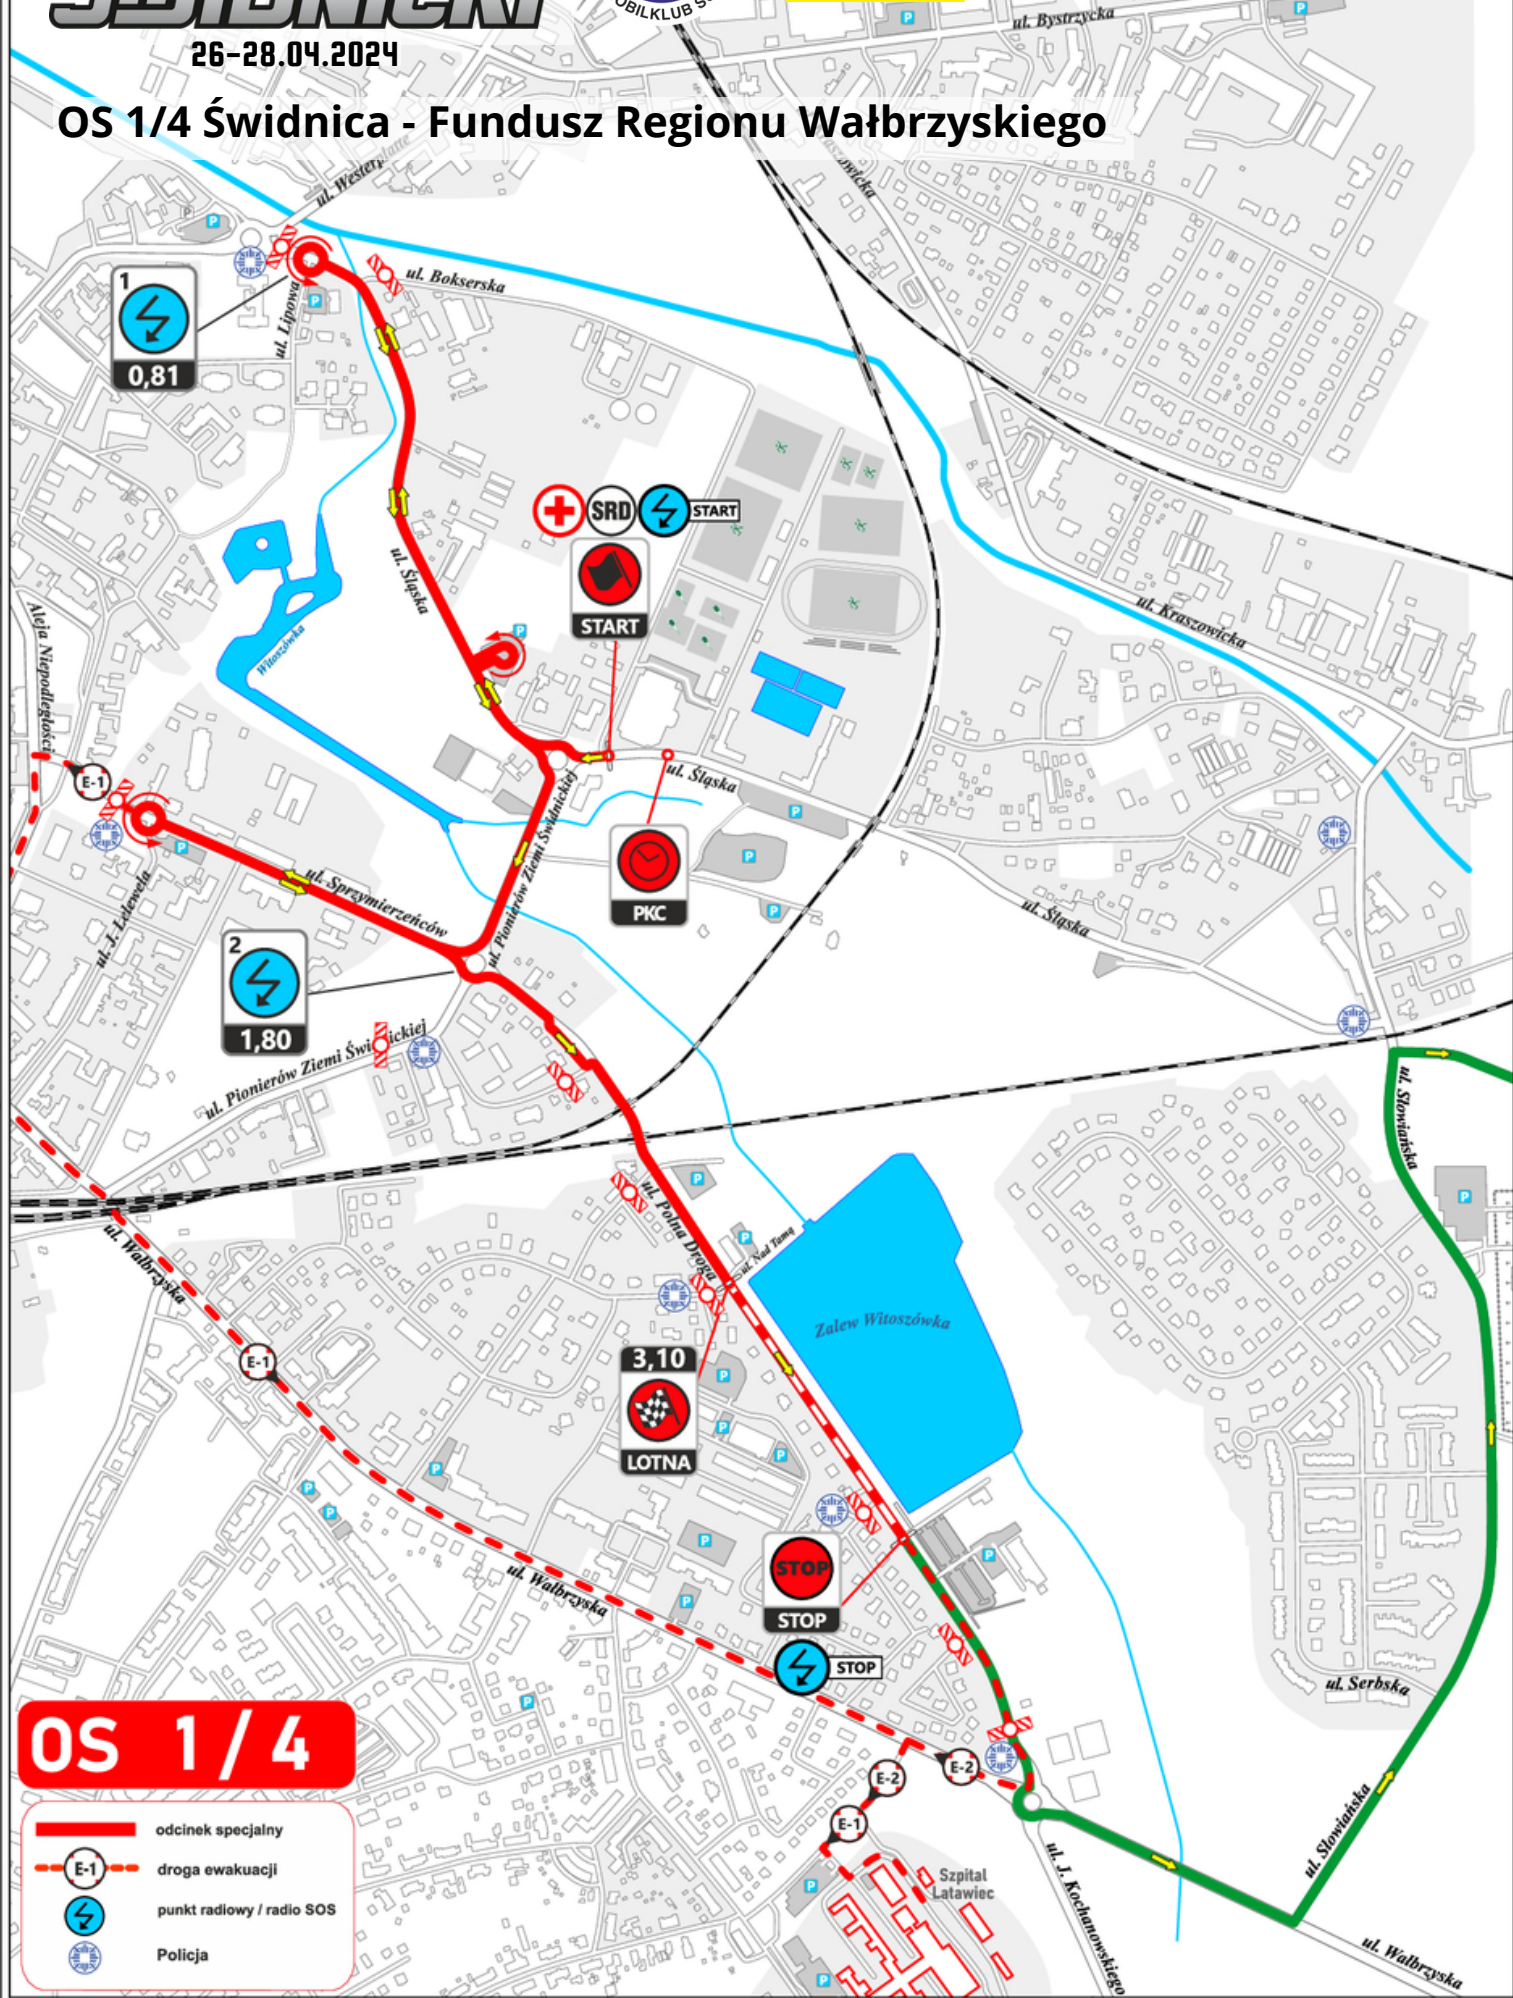 ŚWIDNICKI
26-28.04.2024
ul. Bystrzycka
P
P
OS 1/4 Świdnica - Fundusz Regionu Wałbrzyskiego
ul. Westerplatte
P
P
ul. Bokserska
P
ul. Lipowa
1
0,81
SRD
START
START
ul. Śląska
P
ul. Kraszowicka
Witoszówka
Aleja Niepodległości
E-1
ul. Śląska
P
P
P
PKC
ul. Pionierów Ziemi Świdnickiej
P
ul. Sprzymierzeńców
ul. J. Lelewela
ul. Śląska
2
1,80
ul. Pionierów Ziemi Świdnickiej
ul. Słowiańska
P
P
ul. Polna Droga
P
ul. Nad Tamą
ul. Wałbrzyska
Zalew Witoszówka
E-1
3,10
LOTNA
P
P
P
P
P
P
P
P
P
STOP
STOP
STOP
ul. Wałbrzyska
ul. Serbska
P
E-2
E-2
E-1
ul. Słowiańska
Szpital
Latawiec
P
P
ul. J. Kochanowskiego
ul. Wałbrzyska
OS 1/4
odcinek specjalny
E-1
droga ewakuacji
punkt radiowy / radio SOS
Policja